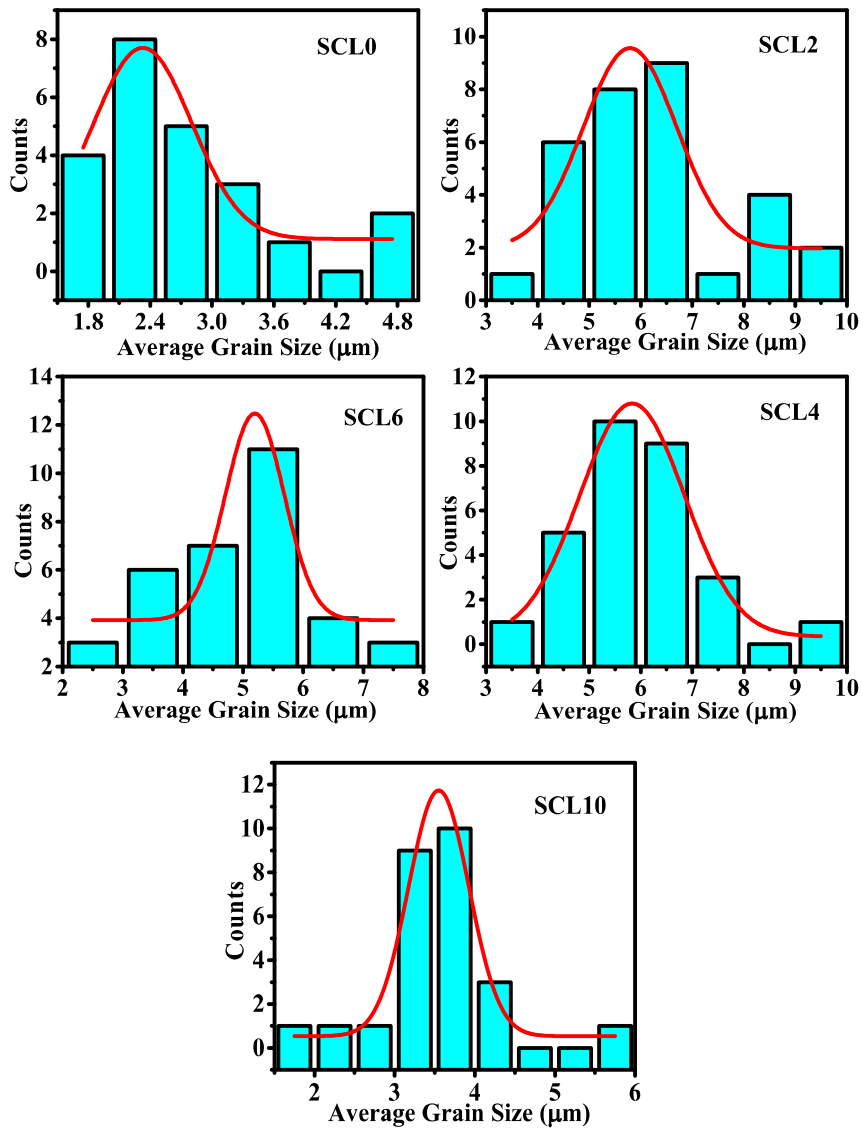 SCL0
8
6
4
2
0
Counts
1.8 2.4 3.0 3.6 4.2 4.8
Average Grain Size (μm)
SCL2
10
8
6
4
2
0
Counts
3 4 5 6 7 8 9 10
Average Grain Size (μm)
SCL6
14
12
10
8
6
4
2
Counts
2 3 4 5 6 7 8
Average Grain Size (μm)
SCL4
12
10
8
6
4
2
0
Counts
3 4 5 6 7 8 9 10
Average Grain Size (μm)
SCL10
12
10
8
6
4
2
0
Counts
2 3 4 5 6
Average Grain Size (μm)